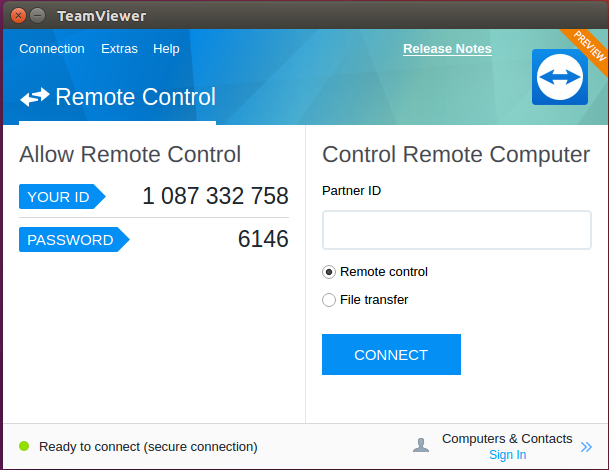 TeamViewer
Connection Extras Help Release Notes
PREVIEW
Remote Control
Allow Remote Control
YOUR ID 1 087 332 758
PASSWORD 6146
Control Remote Computer
Partner ID
Remote control
File transfer
CONNECT
Ready to connect (secure connection)
Computers & Contacts
Sign In